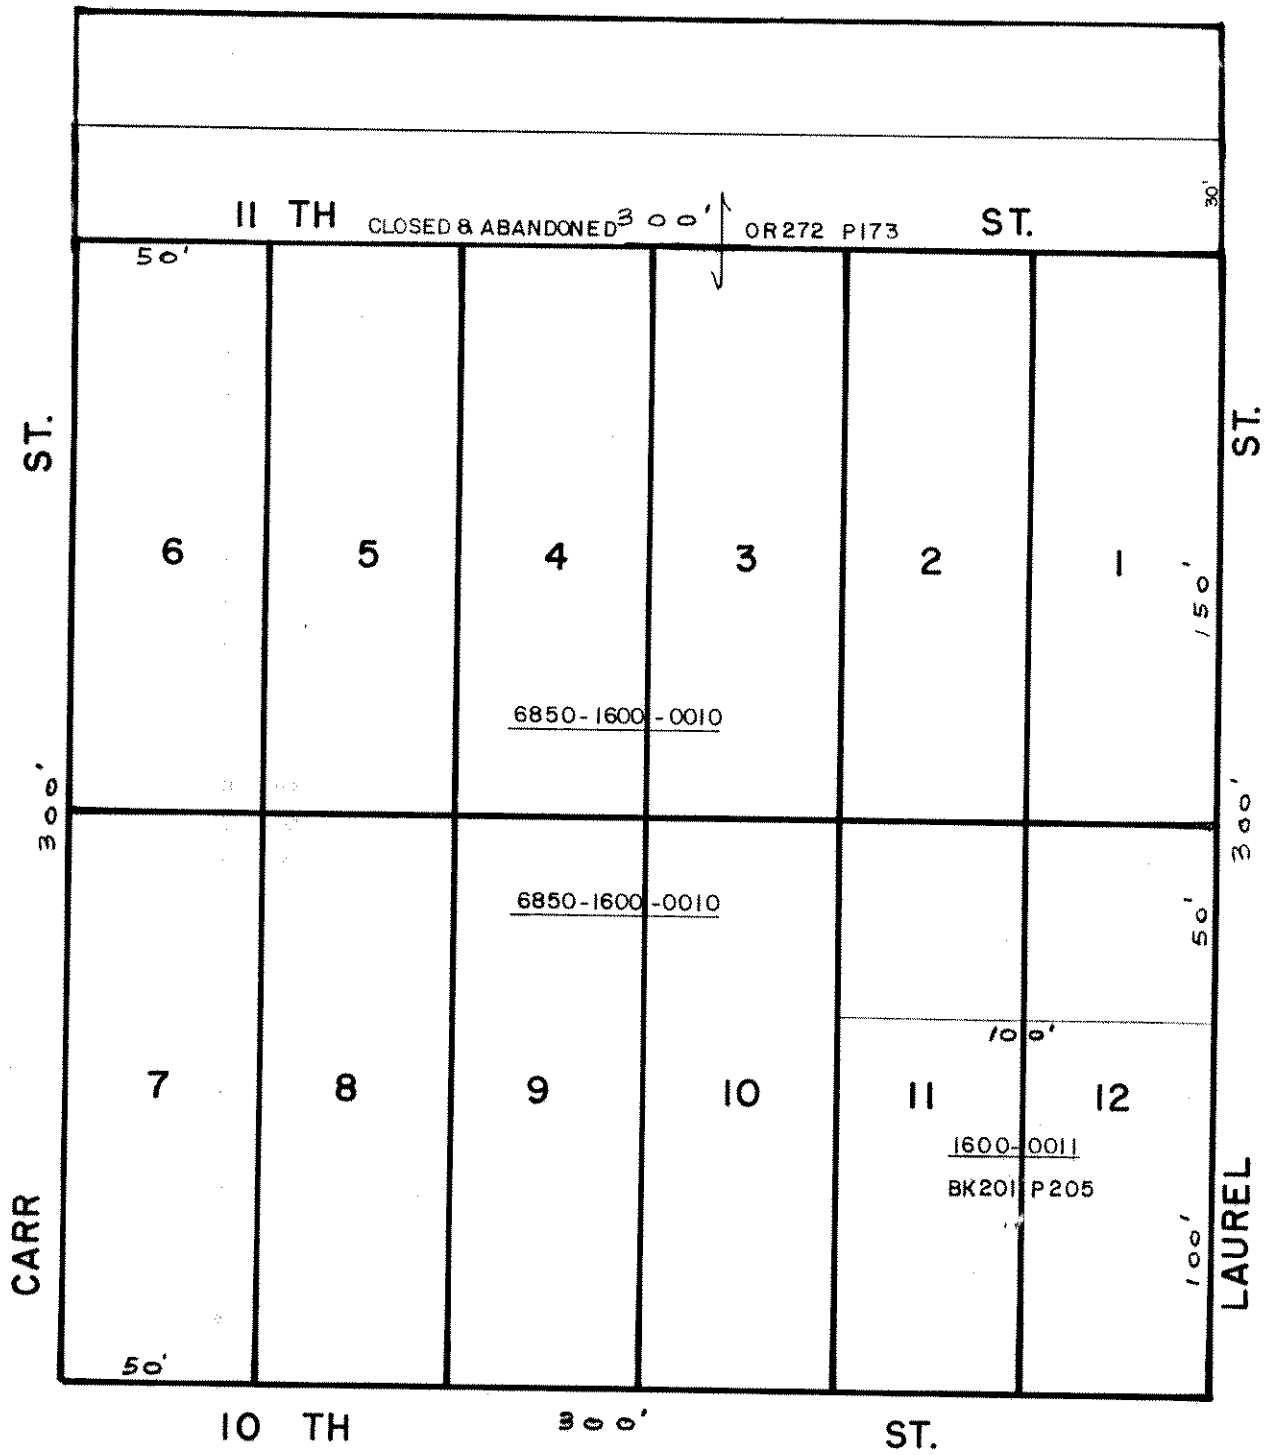 30'
11 TH CLOSED & ABANDONED 300' OR272 P173 ST.
50'
ST.
ST.
6 5 4 3 2 1
150'
6850-1600-0010
300'
300'
6850-1600-0010
50'
100'
7 8 9 10 11 12
1600-0011
BK201 P205
CARR
LAUREL
100'
50'
10 TH 300' ST.